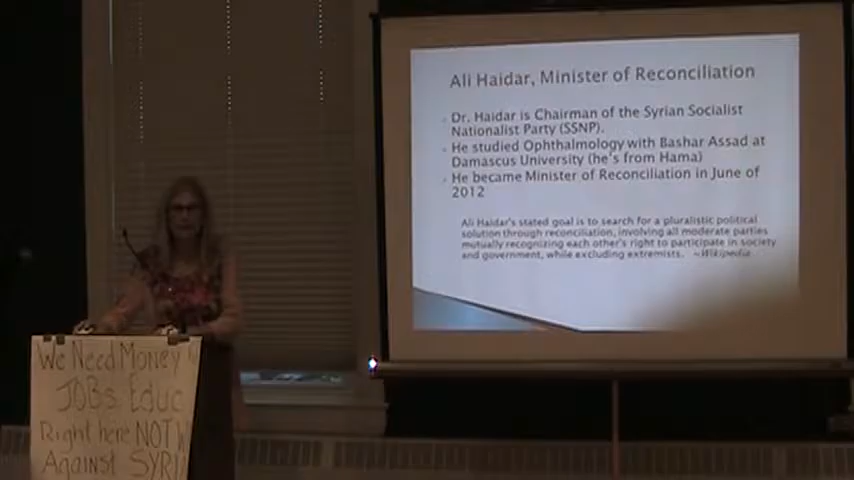 Ali Haidar, Minister of Reconciliation
Dr. Haidar is Chairman of the Syrian Socialist
Nationalist Party (SSNP).
He studied Ophthalmology with Bashar Assad at
Damascus University (he's from Hama)
He became Minister of Reconciliation in June of
2012
Ali Haidar's stated goal is to search for a pluralistic political
solution through reconciliation, involving all moderate parties
mutually recognizing each other's right to participate in society
and government, while excluding extremists. ~Wikipedia
We Need Money
JOBs Educ
Right here NOT W
Against SYRI